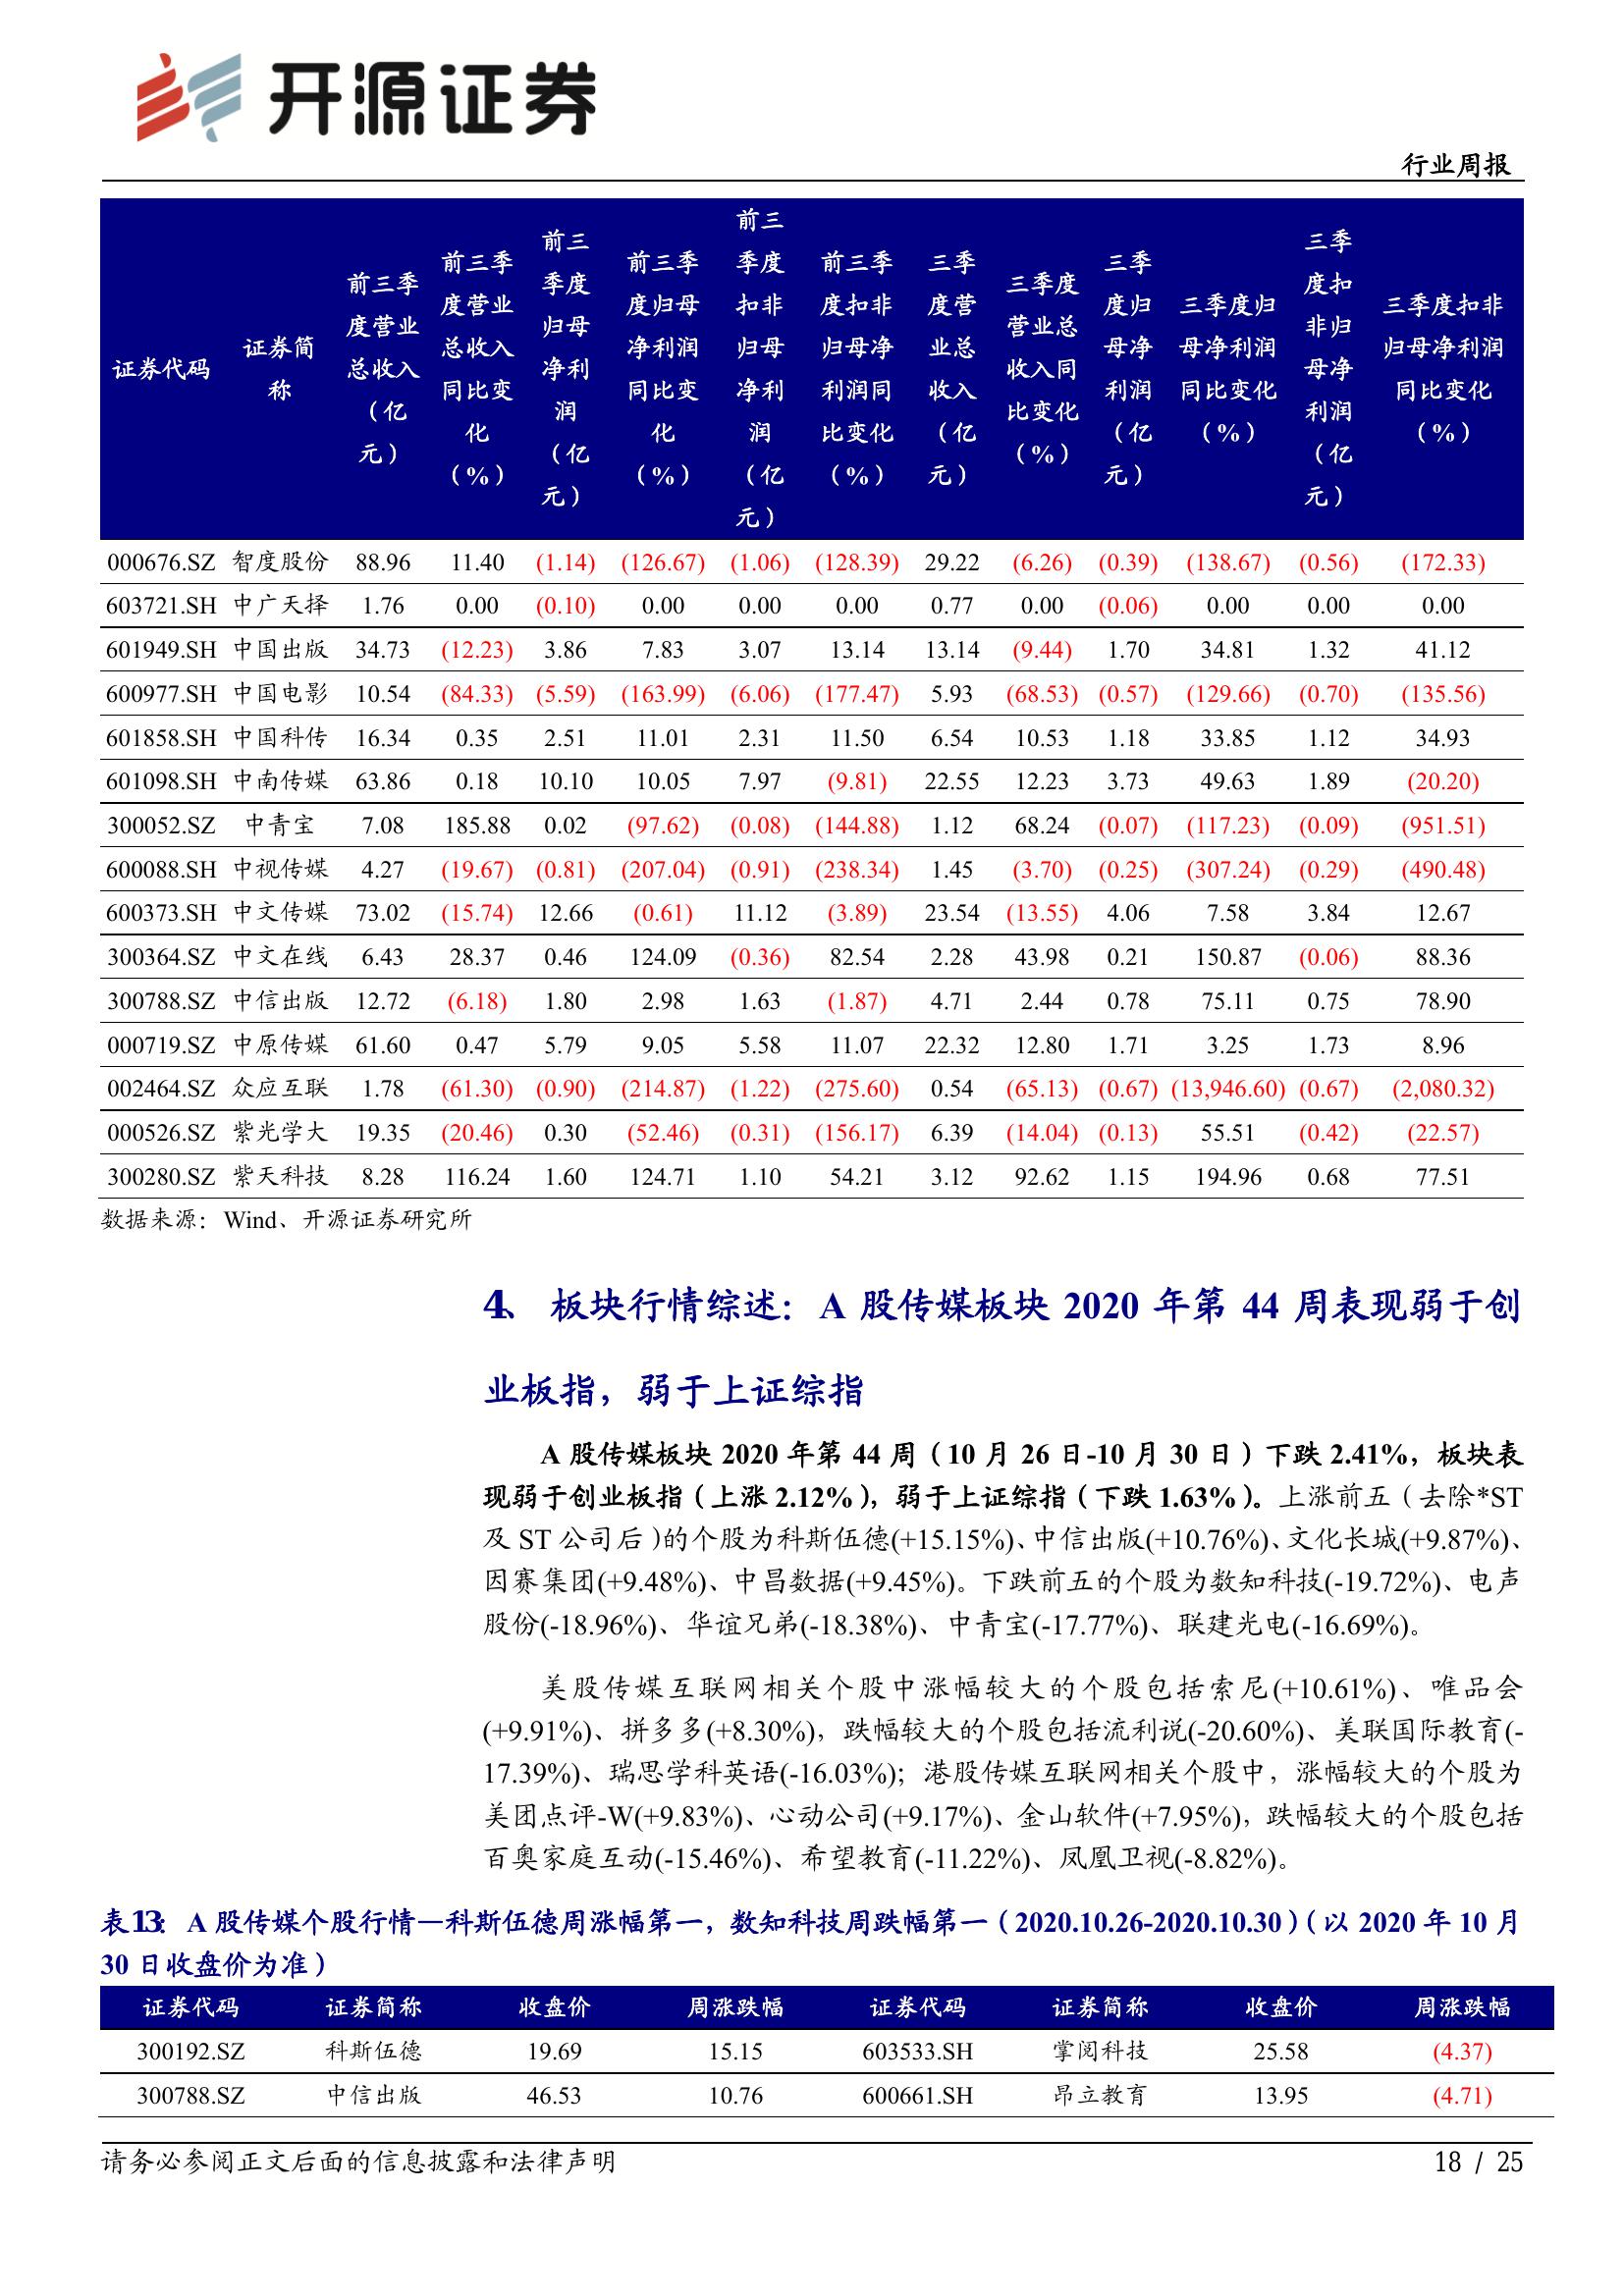 开源证券
行业周报
证券代码 证券简称 前三季度营业总收入（亿元） 前三季度营业总收入同比变化（%） 前三季度归母净利润（亿元） 前三季度归母净利润同比变化（%） 前三季度扣非归母净利润（亿元） 前三季度扣非归母净利润同比变化（%） 三季度营业总收入（亿元） 三季度营业总收入同比变化（%） 三季度归母净利润（亿元） 三季度归母净利润同比变化（%） 三季度扣非归母净利润（亿元） 三季度扣非归母净利润同比变化（%）
000676.SZ 智度股份 88.96 11.40 (1.14) (126.67) (1.06) (128.39) 29.22 (6.26) (0.39) (138.67) (0.56) (172.33)
603721.SH 中广天择 1.76 0.00 (0.10) 0.00 0.00 0.00 0.77 0.00 (0.06) 0.00 0.00 0.00
601949.SH 中国出版 34.73 (12.23) 3.86 7.83 3.07 13.14 13.14 (9.44) 1.70 34.81 1.32 41.12
600977.SH 中国电影 10.54 (84.33) (5.59) (163.99) (6.06) (177.47) 5.93 (68.53) (0.57) (129.66) (0.70) (135.56)
601858.SH 中国科传 16.34 0.35 2.51 11.01 2.31 11.50 6.54 10.53 1.18 33.85 1.12 34.93
601098.SH 中南传媒 63.86 0.18 10.10 10.05 7.97 (9.81) 22.55 12.23 3.73 49.63 1.89 (20.20)
300052.SZ 中青宝 7.08 185.88 0.02 (97.62) (0.08) (144.88) 1.12 68.24 (0.07) (117.23) (0.09) (951.51)
600088.SH 中视传媒 4.27 (19.67) (0.81) (207.04) (0.91) (238.34) 1.45 (3.70) (0.25) (307.24) (0.29) (490.48)
600373.SH 中文传媒 73.02 (15.74) 12.66 (0.61) 11.12 (3.89) 23.54 (13.55) 4.06 7.58 3.84 12.67
300364.SZ 中文在线 6.43 28.37 0.46 124.09 (0.36) 82.54 2.28 43.98 0.21 150.87 (0.06) 88.36
300788.SZ 中信出版 12.72 (6.18) 1.80 2.98 1.63 (1.87) 4.71 2.44 0.78 75.11 0.75 78.90
000719.SZ 中原传媒 61.60 0.47 5.79 9.05 5.58 11.07 22.32 12.80 1.71 3.25 1.73 8.96
002464.SZ 众应互联 1.78 (61.30) (0.90) (214.87) (1.22) (275.60) 0.54 (65.13) (0.67) (13,946.60) (0.67) (2,080.32)
000526.SZ 紫光学大 19.35 (20.46) 0.30 (52.46) (0.31) (156.17) 6.39 (14.04) (0.13) 55.51 (0.42) (22.57)
300280.SZ 紫天科技 8.28 116.24 1.60 124.71 1.10 54.21 3.12 92.62 1.15 194.96 0.68 77.51
数据来源：Wind、开源证券研究所
4、 板块行情综述：A 股传媒板块 2020 年第 44 周表现弱于创
业板指，弱于上证综指
A 股传媒板块 2020 年第 44 周（10 月 26 日-10 月 30 日）下跌 2.41%，板块表
现弱于创业板指（上涨 2.12%），弱于上证综指（下跌 1.63%）。上涨前五（去除*ST
及 ST 公司后）的个股为科斯伍德(+15.15%)、中信出版(+10.76%)、文化长城(+9.87%)、
因赛集团(+9.48%)、中昌数据(+9.45%)。下跌前五的个股为数知科技(-19.72%)、电声
股份(-18.96%)、华谊兄弟(-18.38%)、中青宝(-17.77%)、联建光电(-16.69%)。
美股传媒互联网相关个股中涨幅较大的个股包括索尼(+10.61%)、唯品会
(+9.91%)、拼多多(+8.30%)，跌幅较大的个股包括流利说(-20.60%)、美联国际教育(-
17.39%)、瑞思学科英语(-16.03%)；港股传媒互联网相关个股中，涨幅较大的个股为
美团点评-W(+9.83%)、心动公司(+9.17%)、金山软件(+7.95%)，跌幅较大的个股包括
百奥家庭互动(-15.46%)、希望教育(-11.22%)、凤凰卫视(-8.82%)。
表13： A 股传媒个股行情—科斯伍德周涨幅第一，数知科技周跌幅第一（2020.10.26-2020.10.30）（以 2020 年 10 月
30 日收盘价为准）
证券代码 证券简称 收盘价 周涨跌幅 证券代码 证券简称 收盘价 周涨跌幅
300192.SZ 科斯伍德 19.69 15.15 603533.SH 掌阅科技 25.58 (4.37)
300788.SZ 中信出版 46.53 10.76 600661.SH 昂立教育 13.95 (4.71)
请务必参阅正文后面的信息披露和法律声明
18 / 25